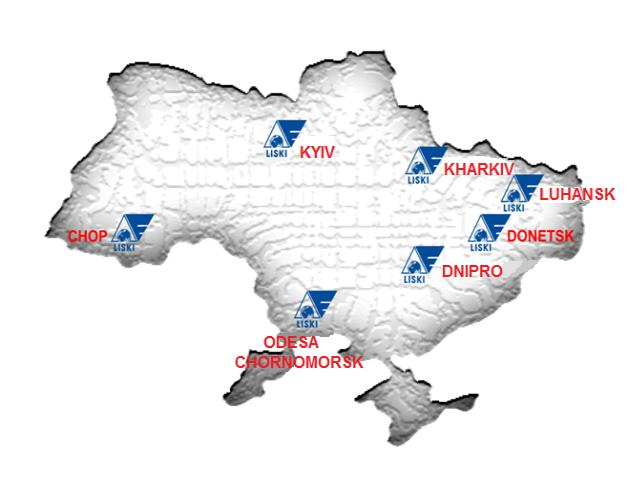 LISKI
KYIV
LISKI
KHARKIV
LISKI
LUHANSK
CHOP
LISKI
LISKI
DONETSK
LISKI
DNIPRO
LISKI
ODESA
CHORNOMORSK